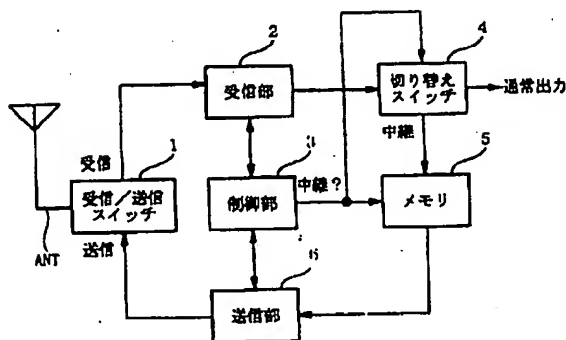 2
受信部
4
切り替え
スイッチ
通常出力
受信
1
受信/送信
スイッチ
送信
ANT
3
制御部
中継?
中継
5
メモリ
6
送信部